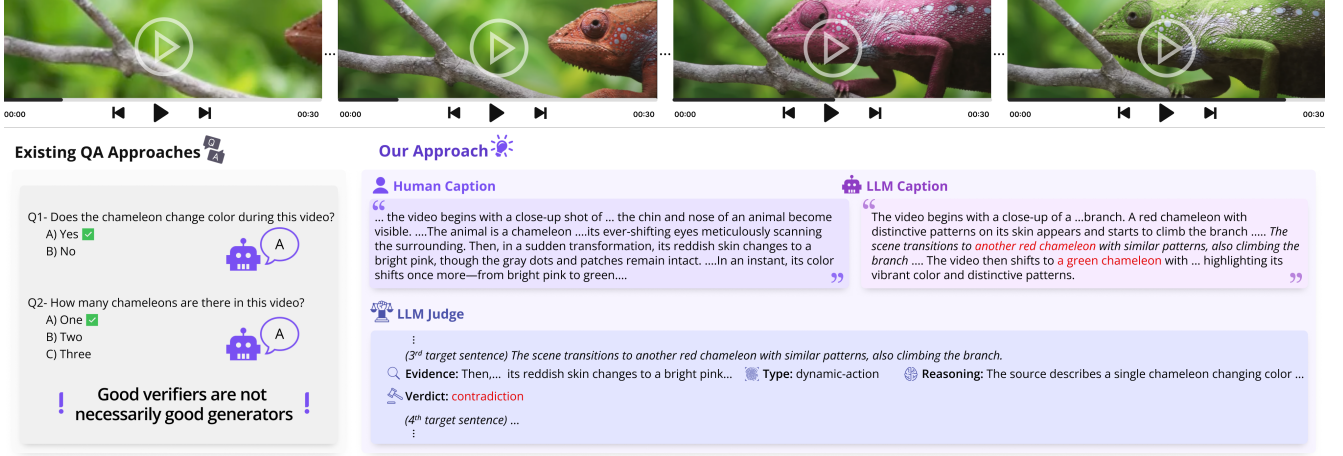 ...
...
...
00:00
00:30
00:00
00:30
00:00
00:30
00:00
00:30
Existing QA Approaches
Q
A
Q1- Does the chameleon change color during this video?
A) Yes ✅
B) No
A
Q2- How many chameleons are there in this video?
A) One ✅
B) Two
C) Three
A
! Good verifiers are not !
necessarily good generators
Our Approach
Human Caption
“
... the video begins with a close-up shot of ... the chin and nose of an animal become
visible. ....The animal is a chameleon ....its ever-shifting eyes meticulously scanning
the surrounding. Then, in a sudden transformation, its reddish skin changes to a
bright pink, though the gray dots and patches remain intact. ....In an instant, its color
shifts once more—from bright pink to green....
”
LLM Caption
“
The video begins with a close-up of a ...branch. A red chameleon with
distinctive patterns on its skin appears and starts to climb the branch ..... The
scene transitions to another red chameleon with similar patterns, also climbing the
branch .... The video then shifts to a green chameleon with ... highlighting its
vibrant color and distinctive patterns.
”
LLM Judge
⋮
(3rd target sentence) The scene transitions to another red chameleon with similar patterns, also climbing the branch.
Evidence: Then,... its reddish skin changes to a bright pink... Type: dynamic-action Reasoning: The source describes a single chameleon changing color ...
Verdict: contradiction
(4th target sentence) ...
⋮